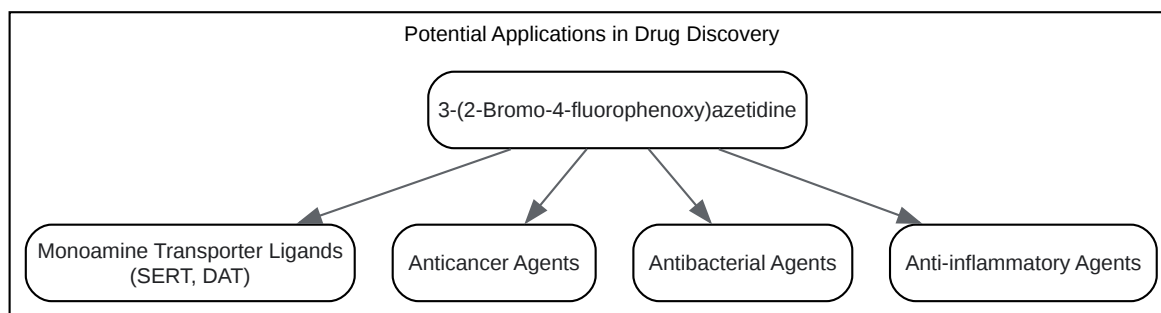 Potential Applications in Drug Discovery
3-(2-Bromo-4-fluorophenoxy)azetidine
Monoamine Transporter Ligands
(SERT, DAT)
Anticancer Agents
Antibacterial Agents
Anti-inflammatory Agents